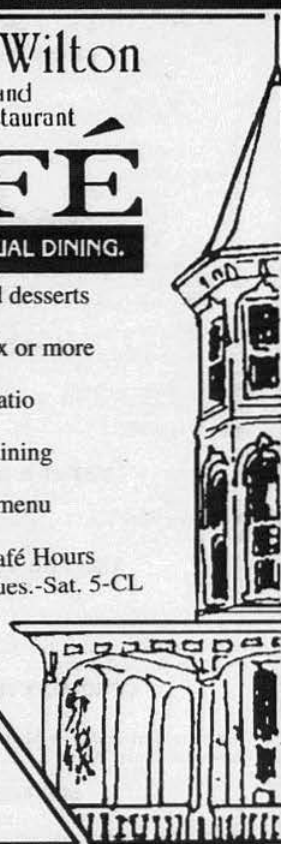 Wilton
and
taurant
FÉ
UAL DINING.
desserts
x or more
atio
ining
menu
afé Hours
ues.-Sat. 5-CL